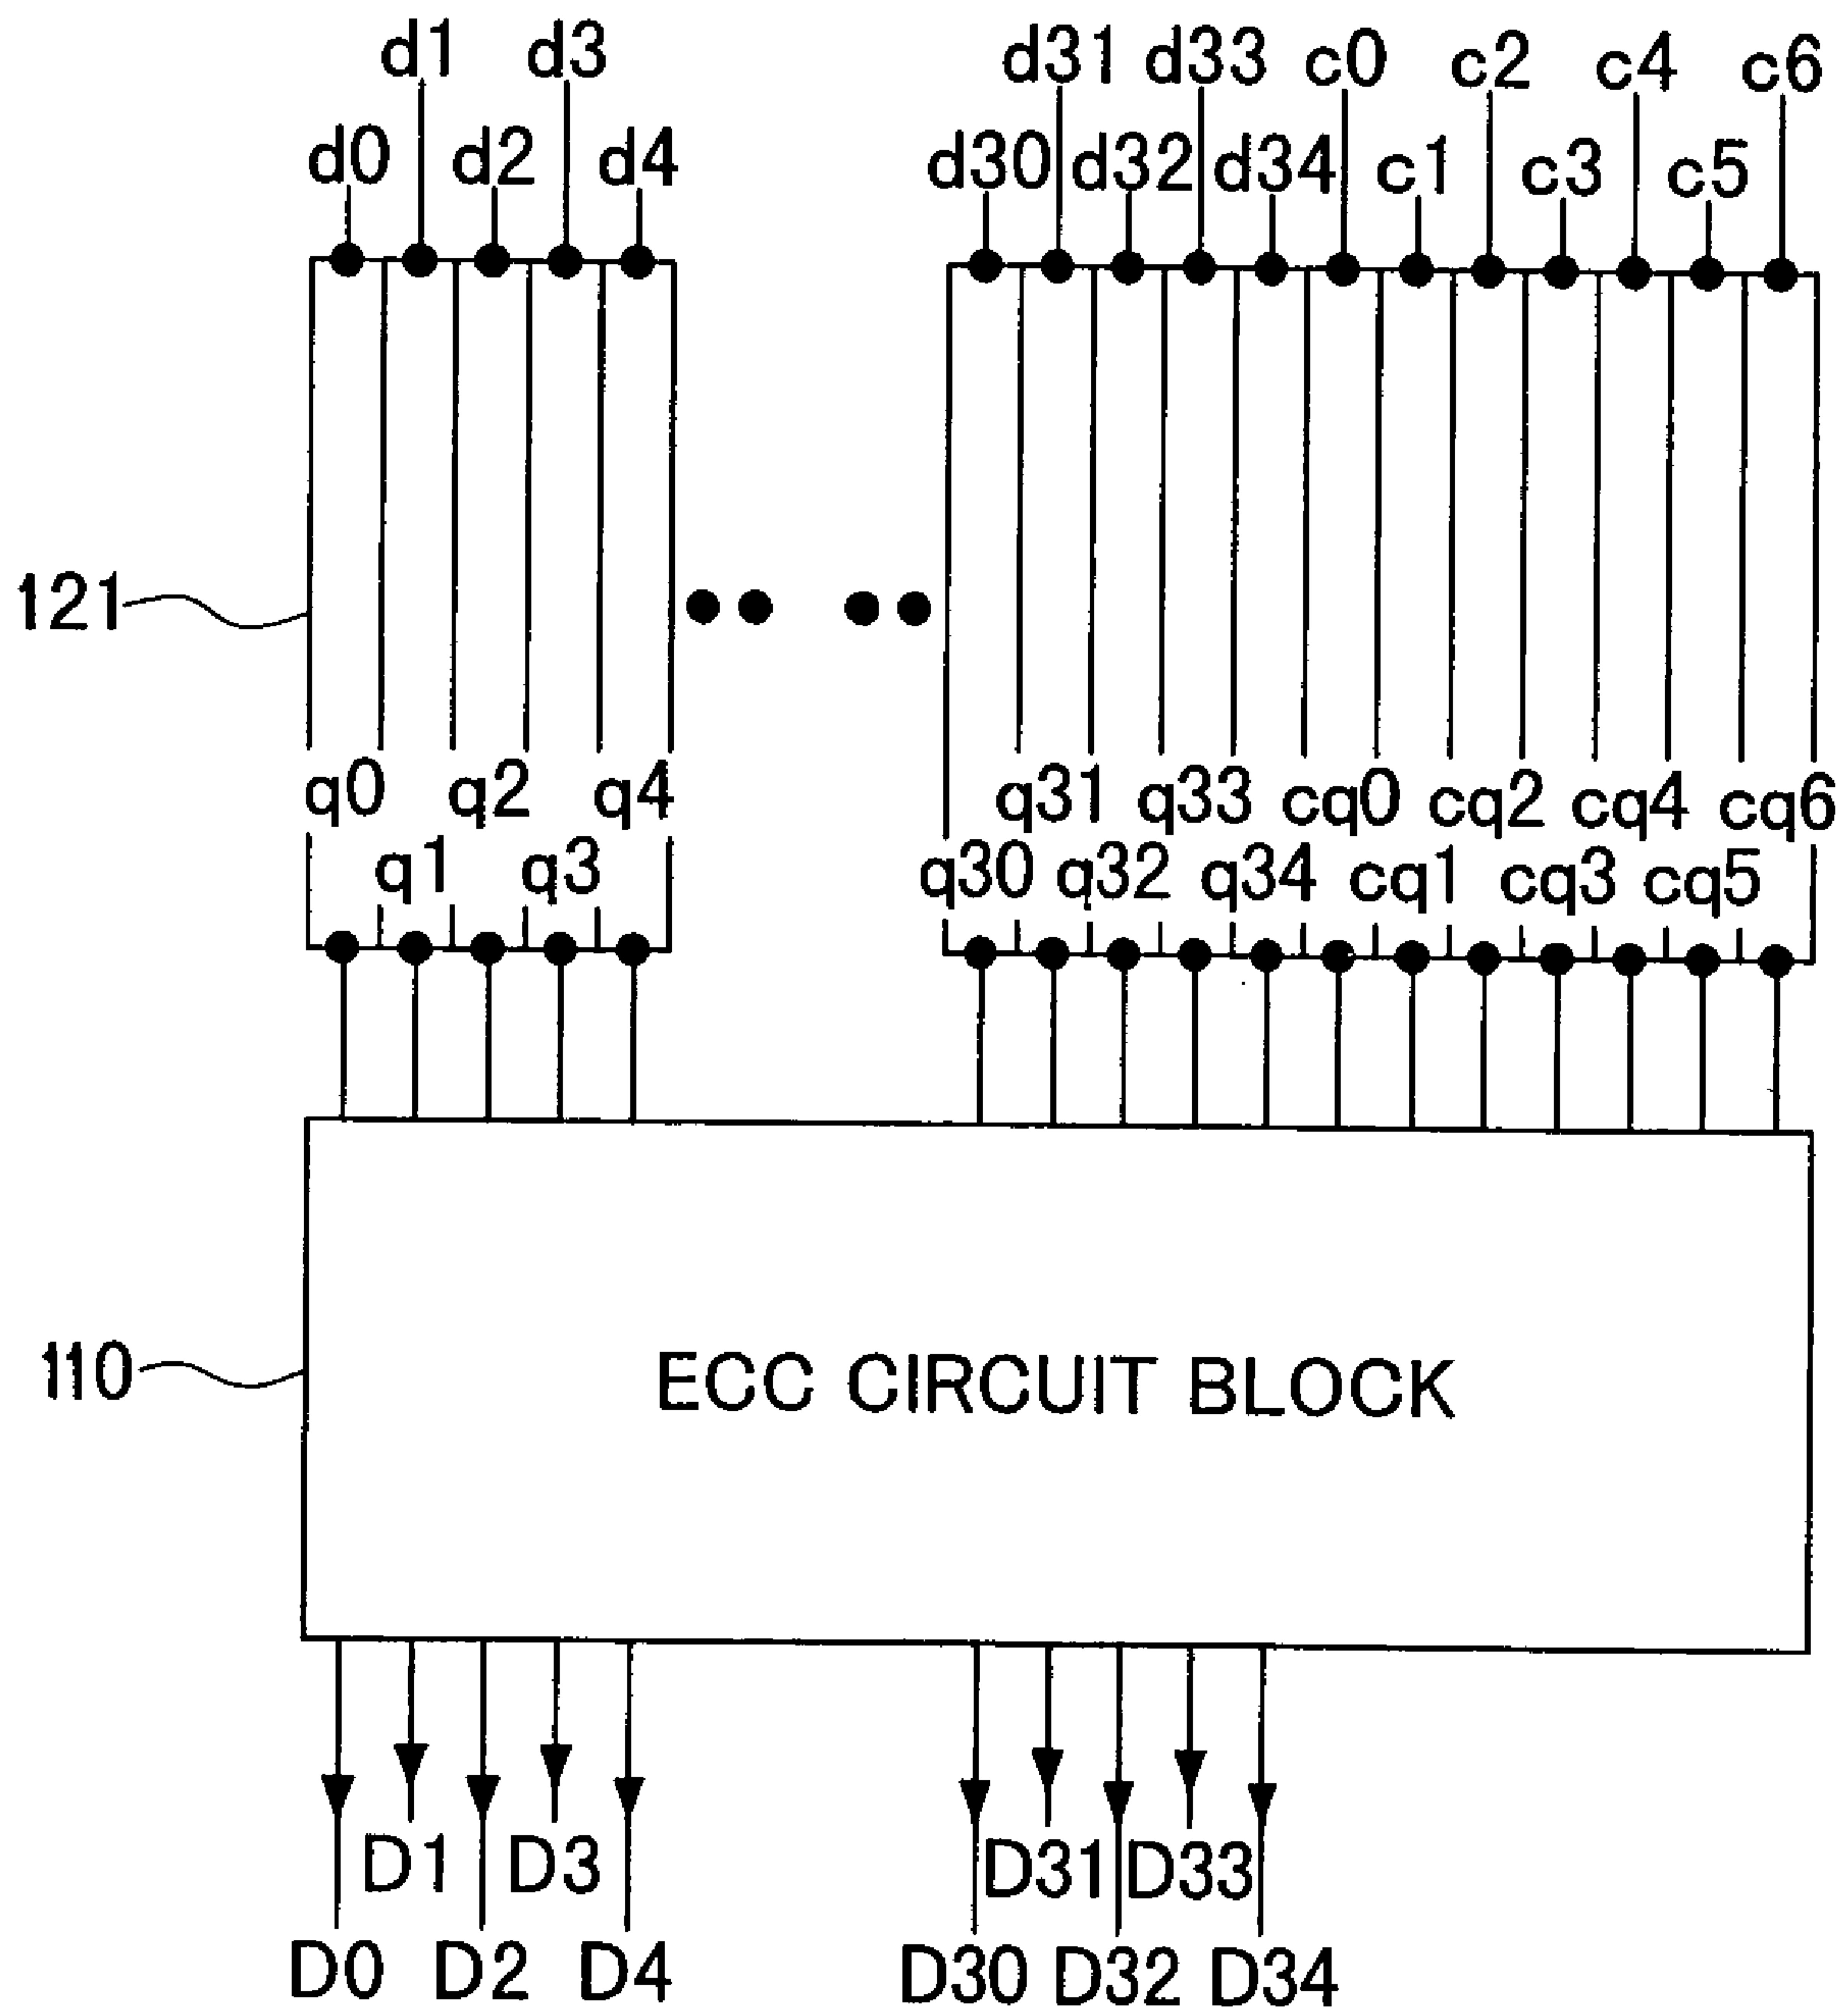 d1 d3 d31 d33 c0 c2 c4 c6
d0 d2 d4 d30 d32 d34 c1 c3 c5
121
q0 q2 q4 q31 q33 cq0 cq2 cq4 cq6
q1 q3 q30 q32 q34 cq1 cq3 cq5
110
ECC CIRCUIT BLOCK
D1 D3 D31 D33
D0 D2 D4 D30 D32 D34